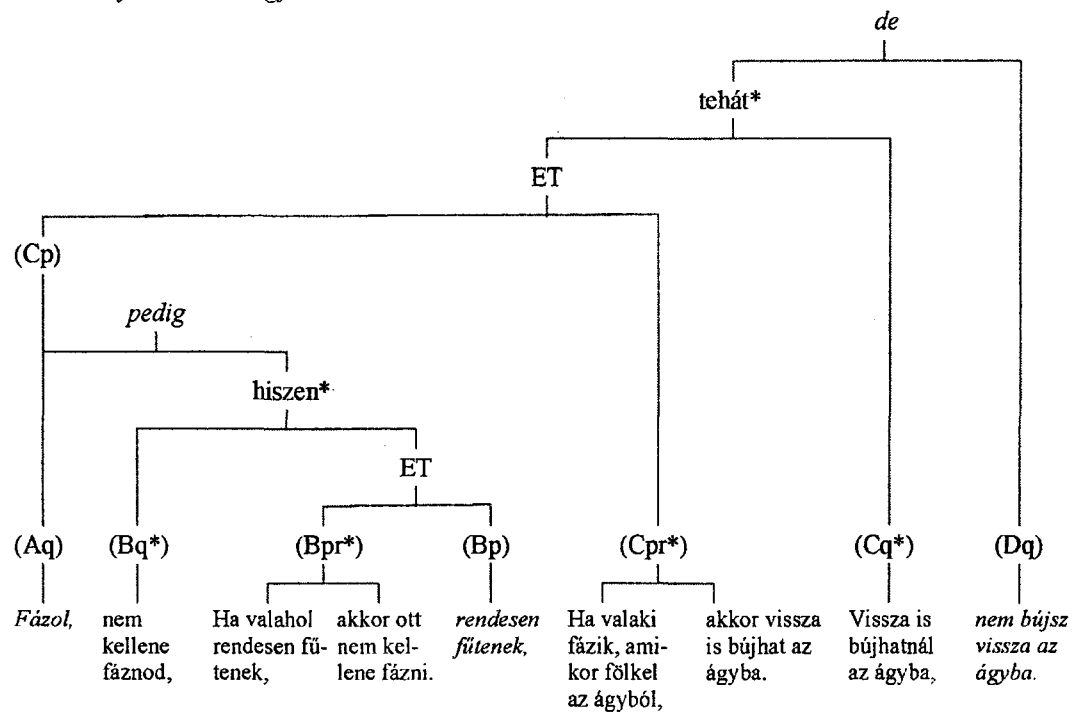 de
tehát*
ET
(Cp)
pedig
hiszen*
ET
(Aq) (Bq*) (Bpr*) (Bp) (Cpr*) (Cq*) (Dq)
Fázol, nem Ha valahol akkor ott rendesen Ha valaki akkor vissza Vissza is nem bújsz
kellene rendesen fű- nem kel- fűtenek, fázik, ami- is bújhat az bújhatnál vissza az
fáznod, tenek, lene fázni. kor fölkel ágyba. az ágyba, ágyba.
az ágyból,